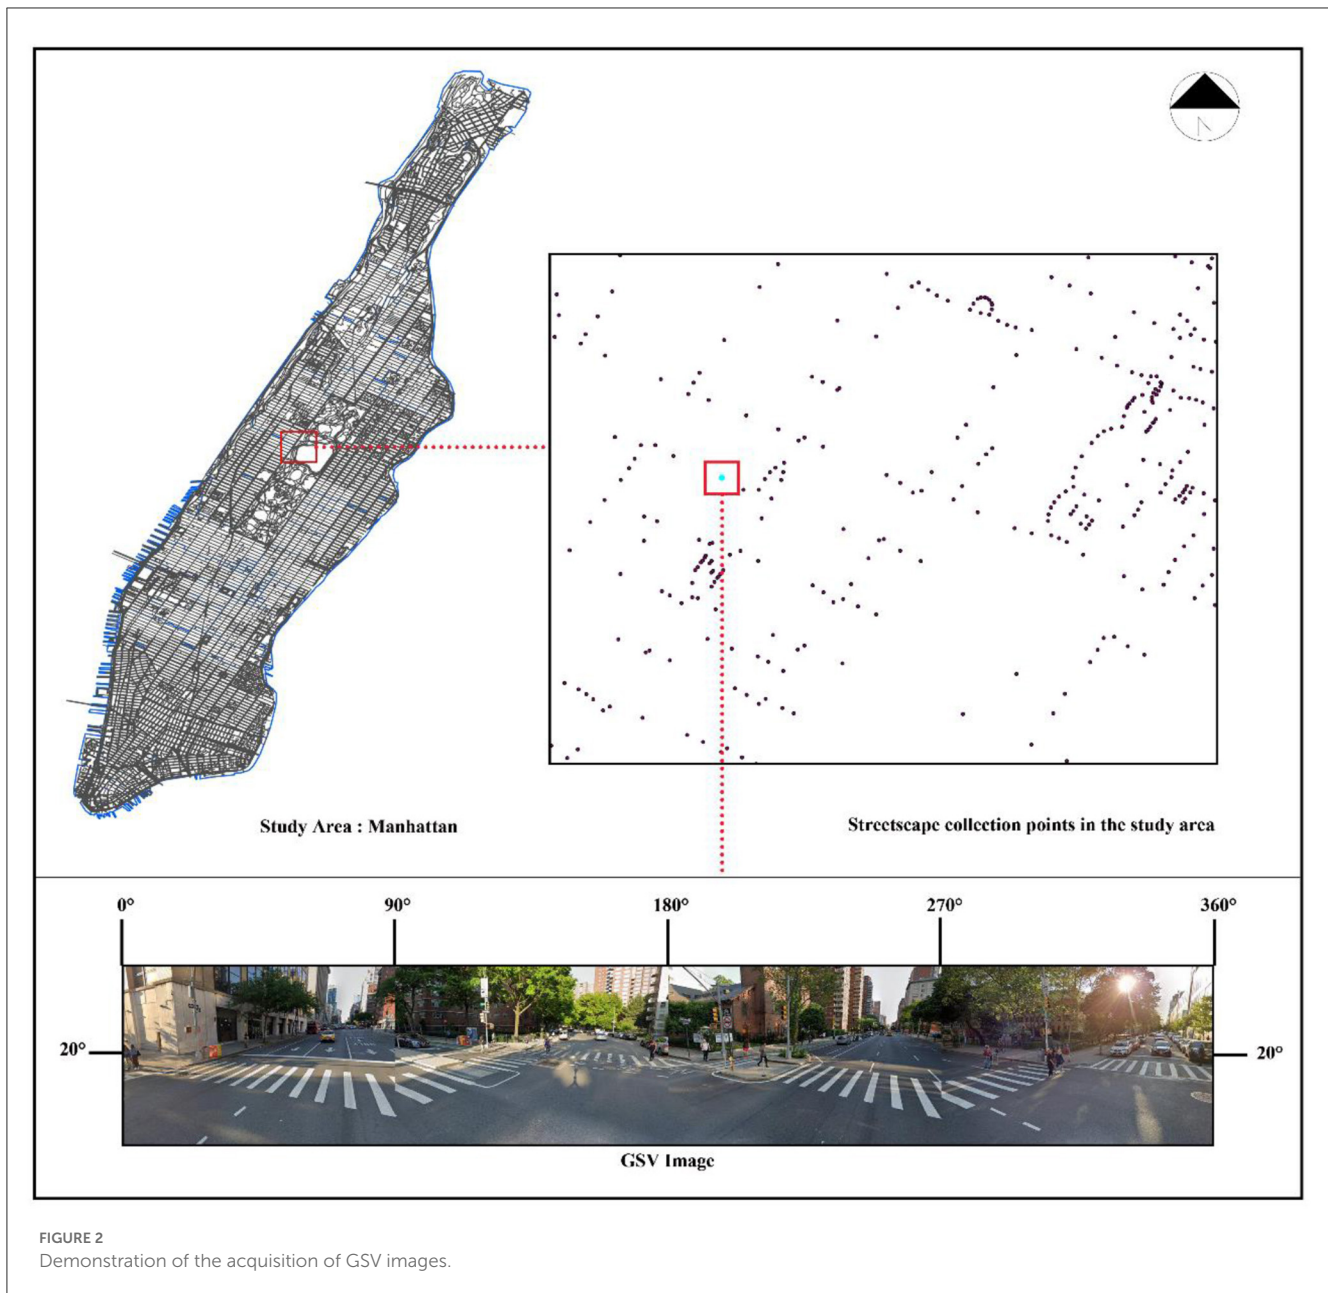 N
Study Area : Manhattan
Streetscape collection points in the study area
0° 90° 180° 270° 360°
20° 20°
GSV Image
FIGURE 2
Demonstration of the acquisition of GSV images.